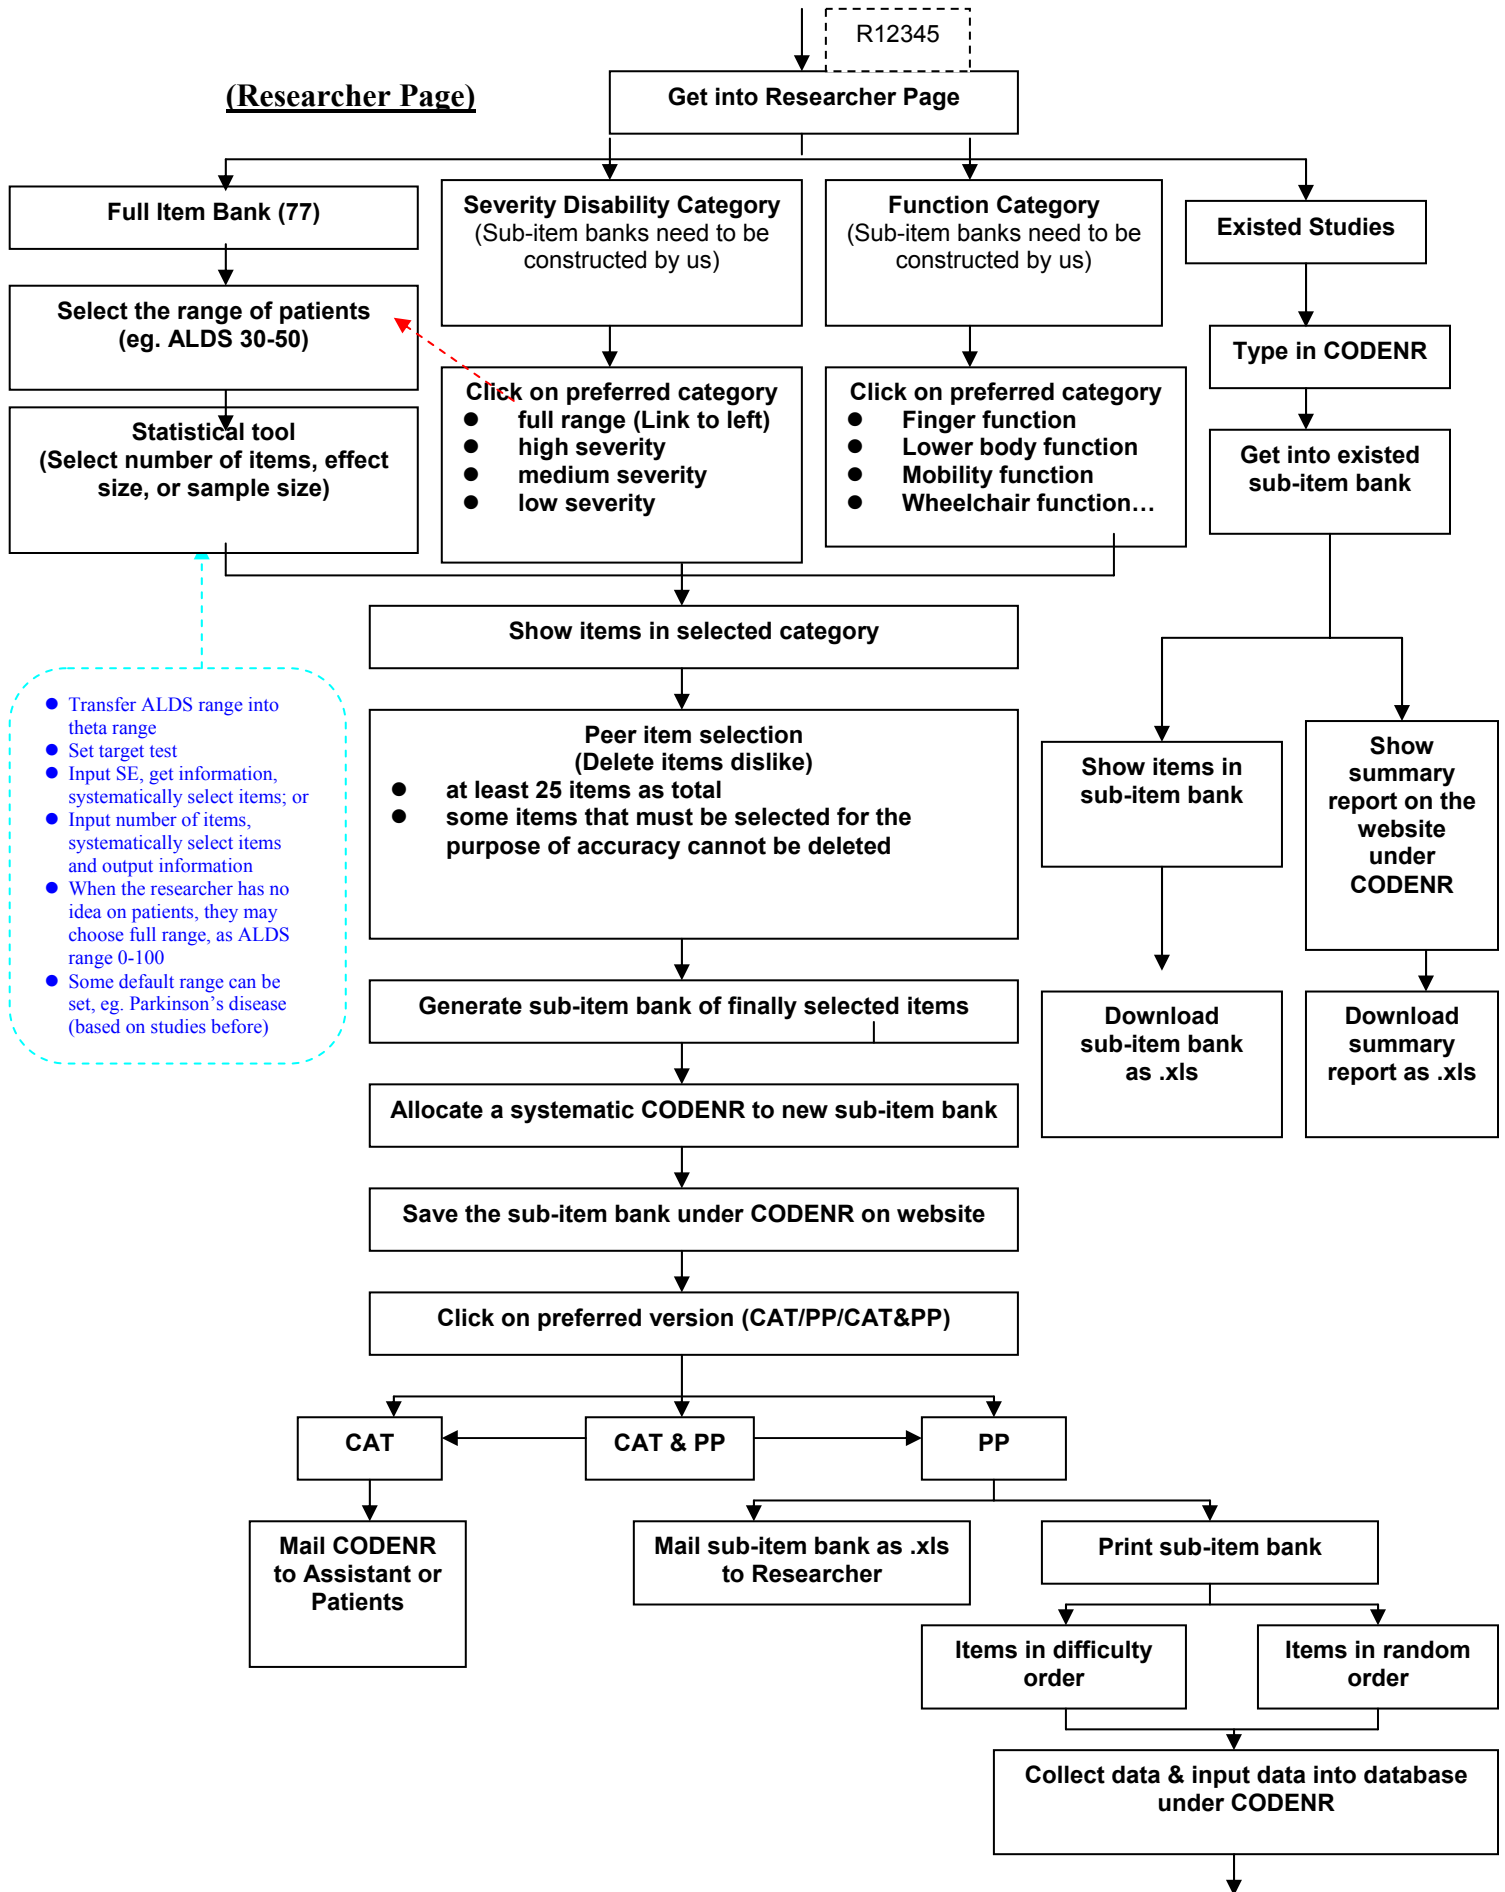 R12345
(Researcher Page)
Get into Researcher Page
Full Item Bank (77)
Severity Disability Category
(Sub-item banks need to be
constructed by us)
Function Category
(Sub-item banks need to be
constructed by us)
Existed Studies
Select the range of patients
(eg. ALDS 30-50)
Type in CODENR
Click on preferred category
● full range (Link to left)
● high severity
● medium severity
● low severity
Click on preferred category
● Finger function
● Lower body function
● Mobility function
● Wheelchair function…
Statistical tool
(Select number of items, effect
size, or sample size)
Get into existed
sub-item bank
Show items in selected category
● Transfer ALDS range into
theta range
● Set target test
● Input SE, get information,
systematically select items; or
● Input number of items,
systematically select items
and output information
● When the researcher has no
idea on patients, they may
choose full range, as ALDS
range 0-100
● Some default range can be
set, eg. Parkinson's disease
(based on studies before)
Peer item selection
(Delete items dislike)
● at least 25 items as total
● some items that must be selected for the
purpose of accuracy cannot be deleted
Show items in
sub-item bank
Show
summary
report on the
website
under
CODENR
Generate sub-item bank of finally selected items
Download
sub-item bank
as .xls
Download
summary
report as .xls
Allocate a systematic CODENR to new sub-item bank
Save the sub-item bank under CODENR on website
Click on preferred version (CAT/PP/CAT&PP)
CAT
CAT & PP
PP
Mail CODENR
to Assistant or
Patients
Mail sub-item bank as .xls
to Researcher
Print sub-item bank
Items in difficulty
order
Items in random
order
Collect data & input data into database
under CODENR